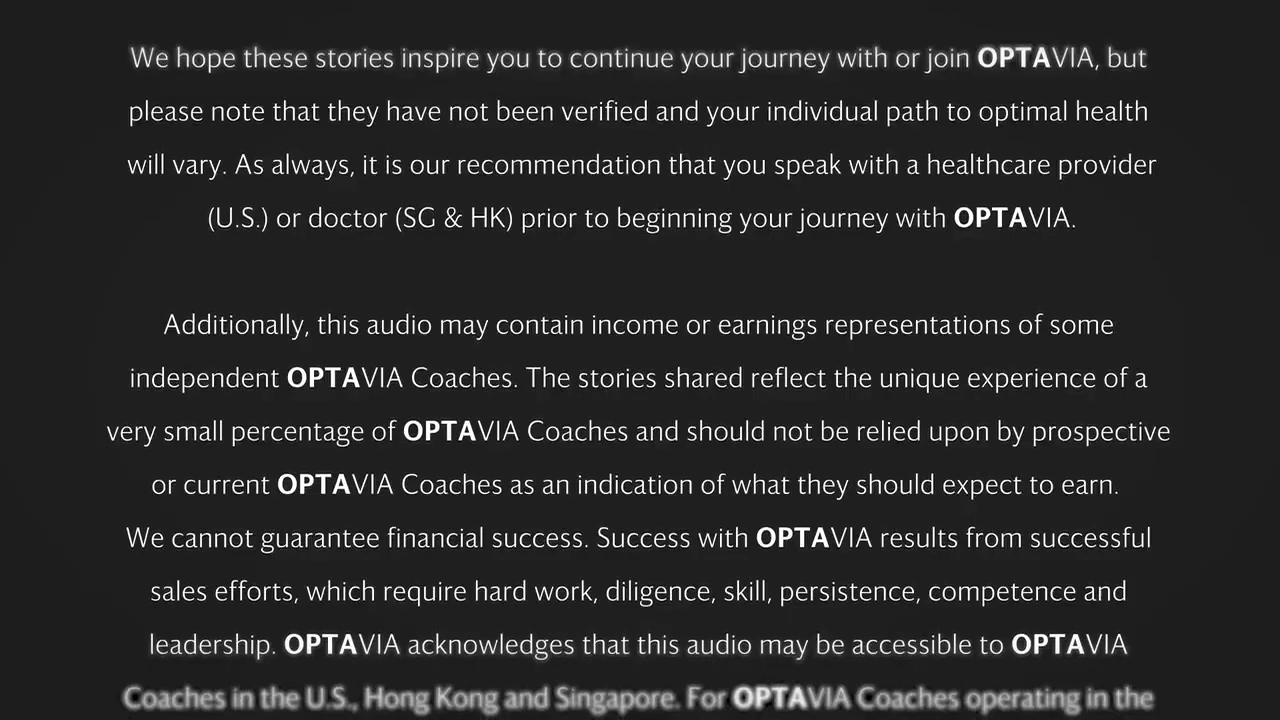 We hope these stories inspire you to continue your journey with or join OPTAVIA, but
please note that they have not been verified and your individual path to optimal health
will vary. As always, it is our recommendation that you speak with a healthcare provider
(U.S.) or doctor (SG & HK) prior to beginning your journey with OPTAVIA.
Additionally, this audio may contain income or earnings representations of some
independent OPTAVIA Coaches. The stories shared reflect the unique experience of a
very small percentage of OPTAVIA Coaches and should not be relied upon by prospective
or current OPTAVIA Coaches as an indication of what they should expect to earn.
We cannot guarantee financial success. Success with OPTAVIA results from successful
sales efforts, which require hard work, diligence, skill, persistence, competence and
leadership. OPTAVIA acknowledges that this audio may be accessible to OPTAVIA
Coaches in the U.S., Hong Kong and Singapore. For OPTAVIA Coaches operating in the